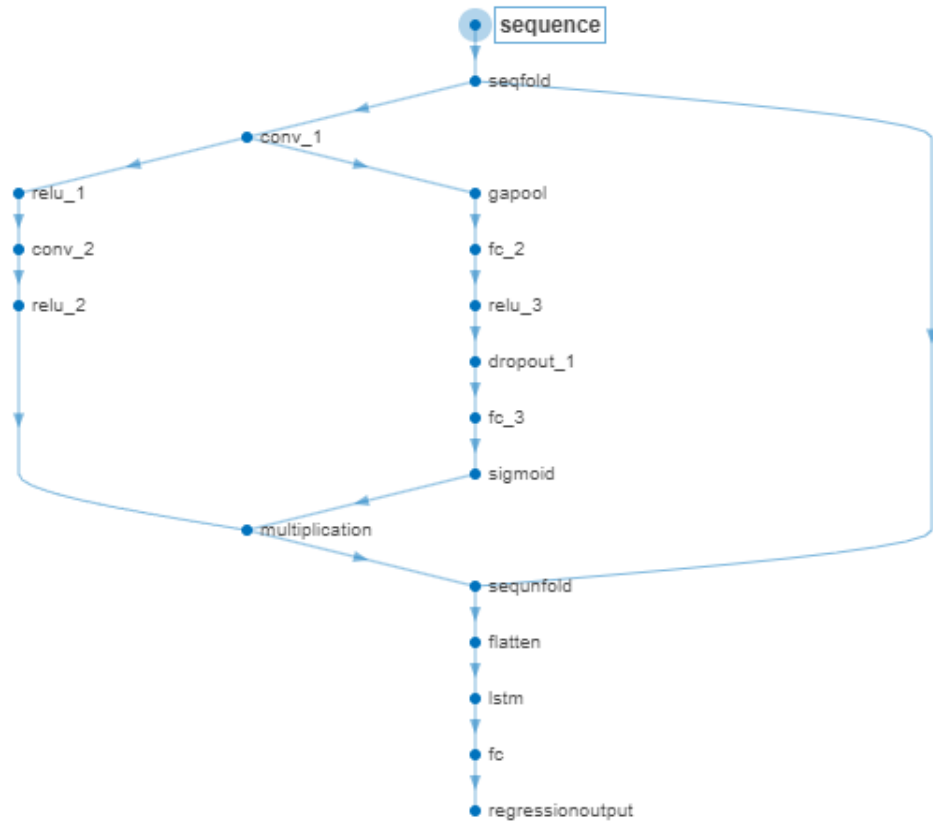 sequence
seqfold
conv_1
relu_1
gapool
conv_2
fc_2
relu_2
relu_3
dropout_1
fc_3
sigmoid
multiplication
sequnfold
flatten
lstm
fc
regressionoutput